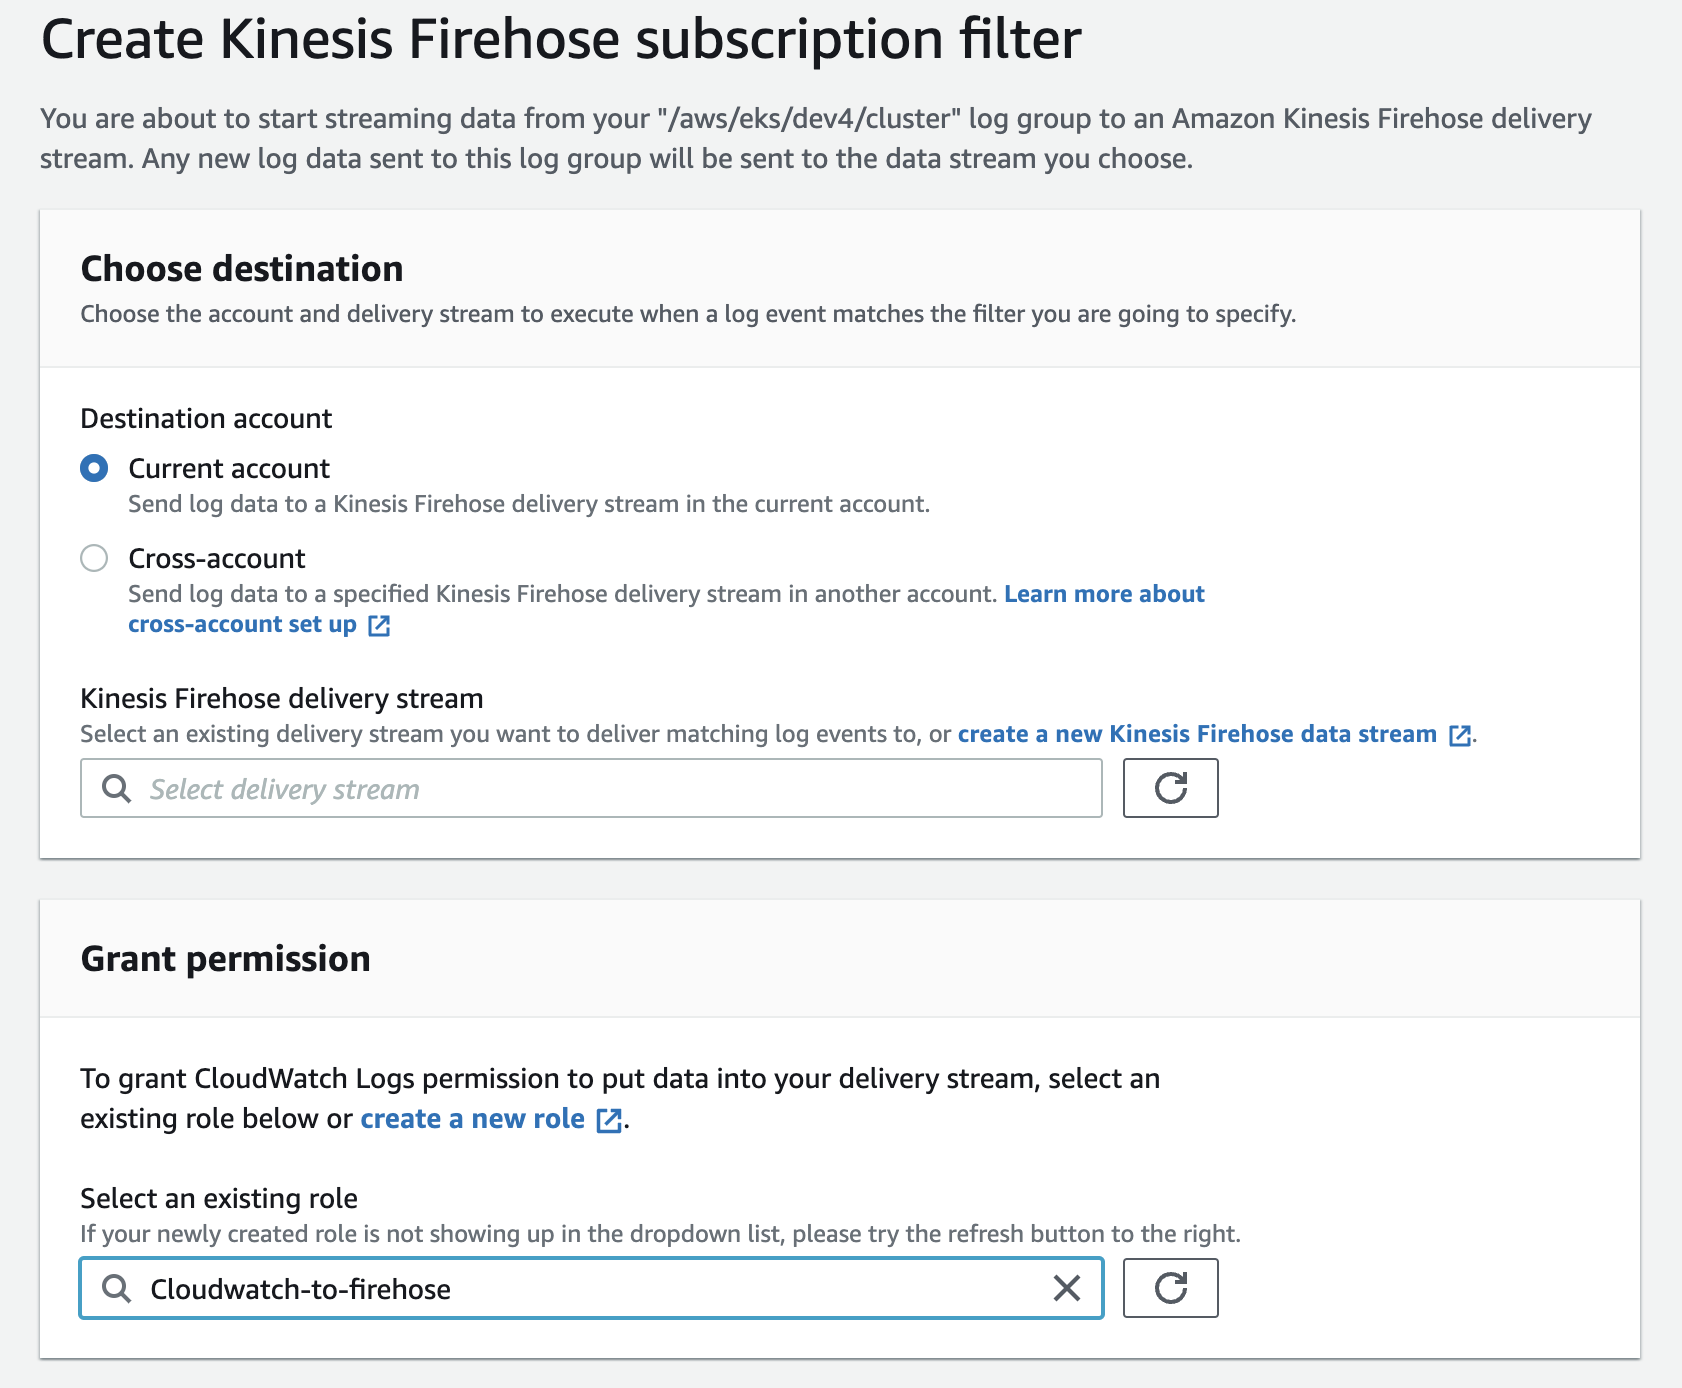 Create Kinesis Firehose subscription filter
You are about to start streaming data from your "/aws/eks/dev4/cluster" log group to an Amazon Kinesis Firehose delivery
stream. Any new log data sent to this log group will be sent to the data stream you choose.
Choose destination
Choose the account and delivery stream to execute when a log event matches the filter you are going to specify.
Destination account
Current account
Send log data to a Kinesis Firehose delivery stream in the current account.
Cross-account
Send log data to a specified Kinesis Firehose delivery stream in another account. Learn more about
cross-account set up
Kinesis Firehose delivery stream
Select an existing delivery stream you want to deliver matching log events to, or create a new Kinesis Firehose data stream .
Select delivery stream
Grant permission
To grant CloudWatch Logs permission to put data into your delivery stream, select an
existing role below or create a new role .
Select an existing role
If your newly created role is not showing up in the dropdown list, please try the refresh button to the right.
Cloudwatch-to-firehose